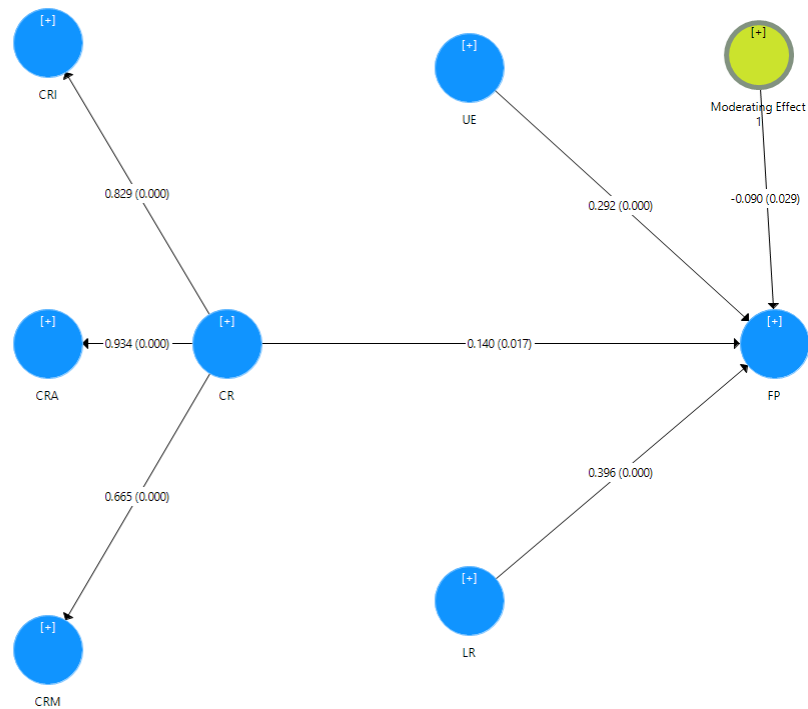 [+]
CRI
[+]
UE
[+]
Moderating Effect
1
0.829 (0.000)
0.292 (0.000)
-0.090 (0.029)
[+]
CRA
0.934 (0.000)
[+]
CR
0.140 (0.017)
[+]
FP
0.665 (0.000)
0.396 (0.000)
[+]
LR
[+]
CRM